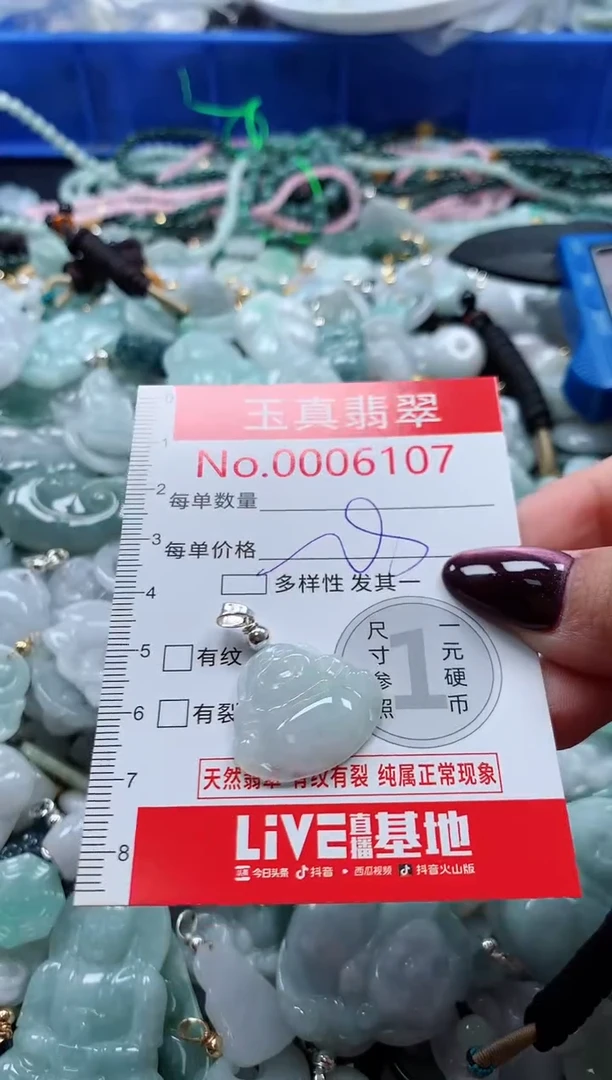 玉真翡翠
No.0006107
每单数量
每单价格
多样性 发其一
有纹
有裂
尺寸参照
1
一元硬币
天然翡翠 有纹有裂 纯属正常现象
LiVE直播基地
头条 今日头条 抖音 西瓜视频 抖音火山版
0
1
2
3
4
5
6
7
8